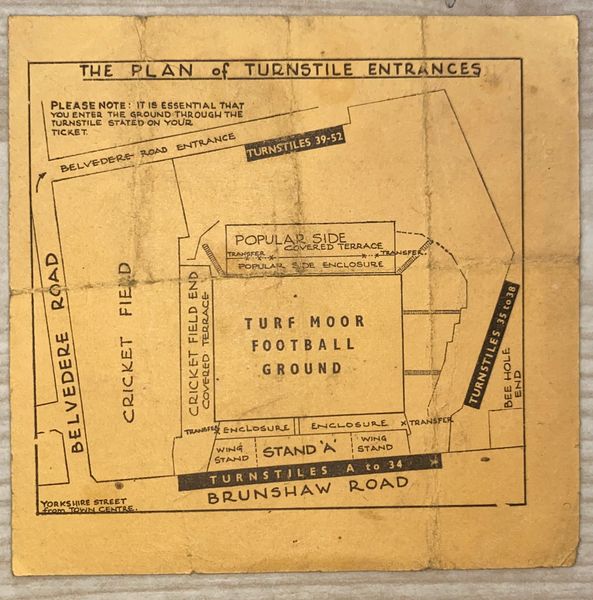 THE PLAN of TURNSTILE ENTRANCES
PLEASE NOTE: IT IS ESSENTIAL THAT
YOU ENTER THE GROUND THROUGH THE
TURNSTILE STATED ON YOUR
TICKET.
BELVEDERE ROAD ENTRANCE
TURNSTILES 39-52
BELVEDERE ROAD
CRICKET FIELD
CRICKET FIELD END
COVERED TERRACE
POPULAR SIDE
COVERED TERRACE
TRANSFER
TRANSFER.
POPULAR SIDE ENCLOSURE
TURF MOOR
FOOTBALL
GROUND
TURNSTILES 35 to 38
BEE HOLE
END
TRANSFER
ENCLOSURE
ENCLOSURE
TRANSFER
WING
STAND
STAND 'A'
WING
STAND
TURNSTILES A to 34
BRUNSHAW ROAD
YORKSHIRE STREET
from TOWN CENTRE.